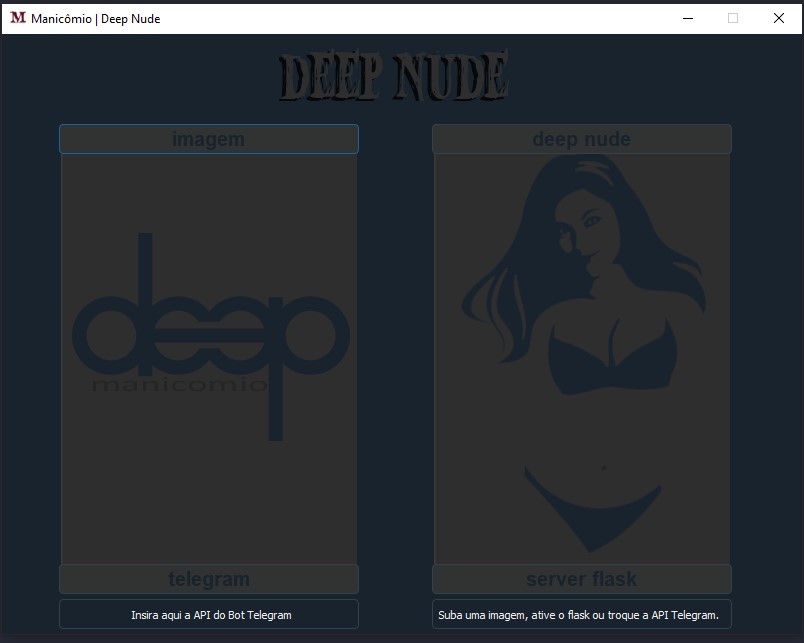 Manicômio | Deep Nude
DEEP NUDE
imagem
deep nude
deep
manicomio
telegram
server flask
Insira aqui a API do Bot Telegram
Suba uma imagem, ative o flask ou troque a API Telegram.